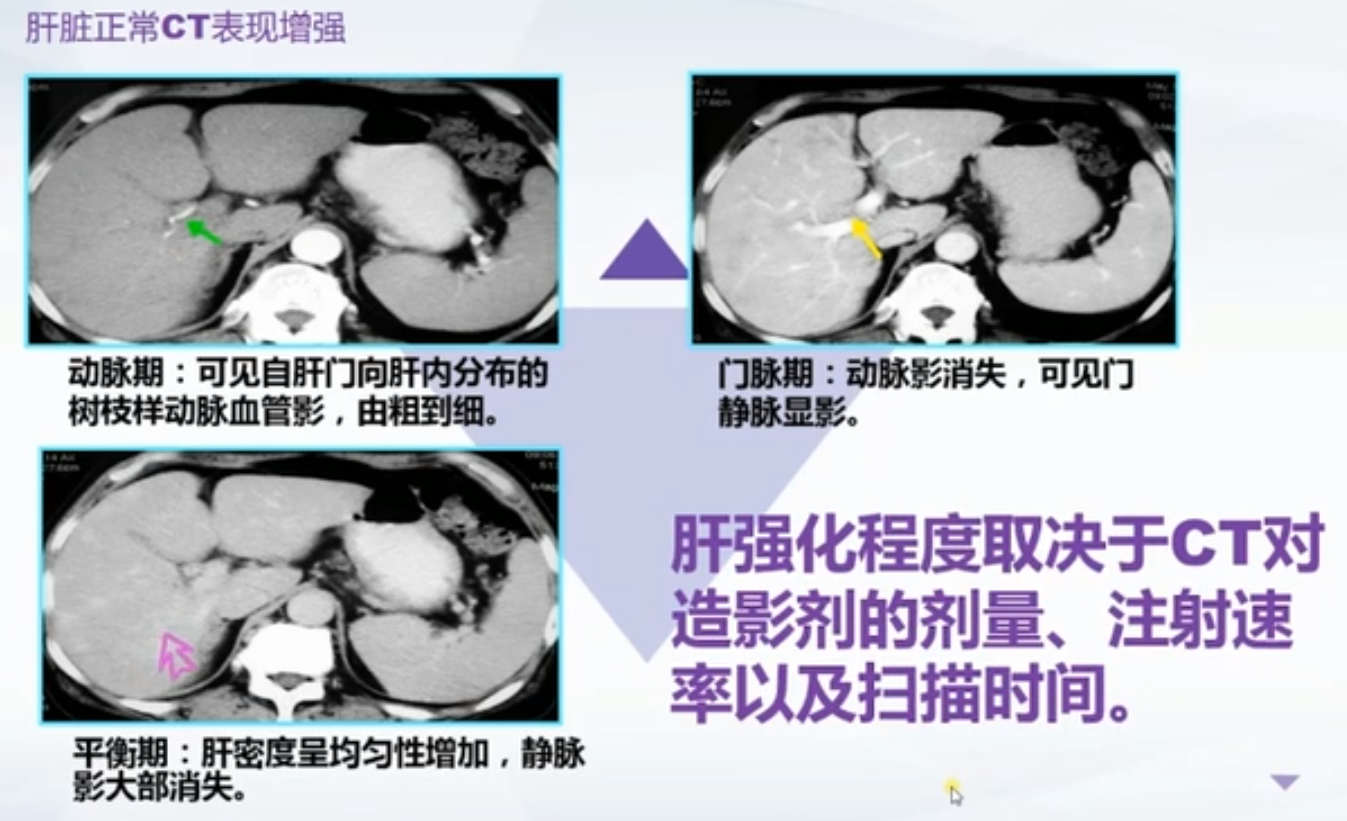 肝脏正常CT表现增强
动脉期：可见自肝门向肝内分布的
树枝样动脉血管影，由粗到细。
门脉期：动脉影消失，可见门
静脉显影。
平衡期：肝密度呈均匀性增加，静脉
影大部消失。
肝强化程度取决于CT对
造影剂的剂量、注射速
率以及扫描时间。